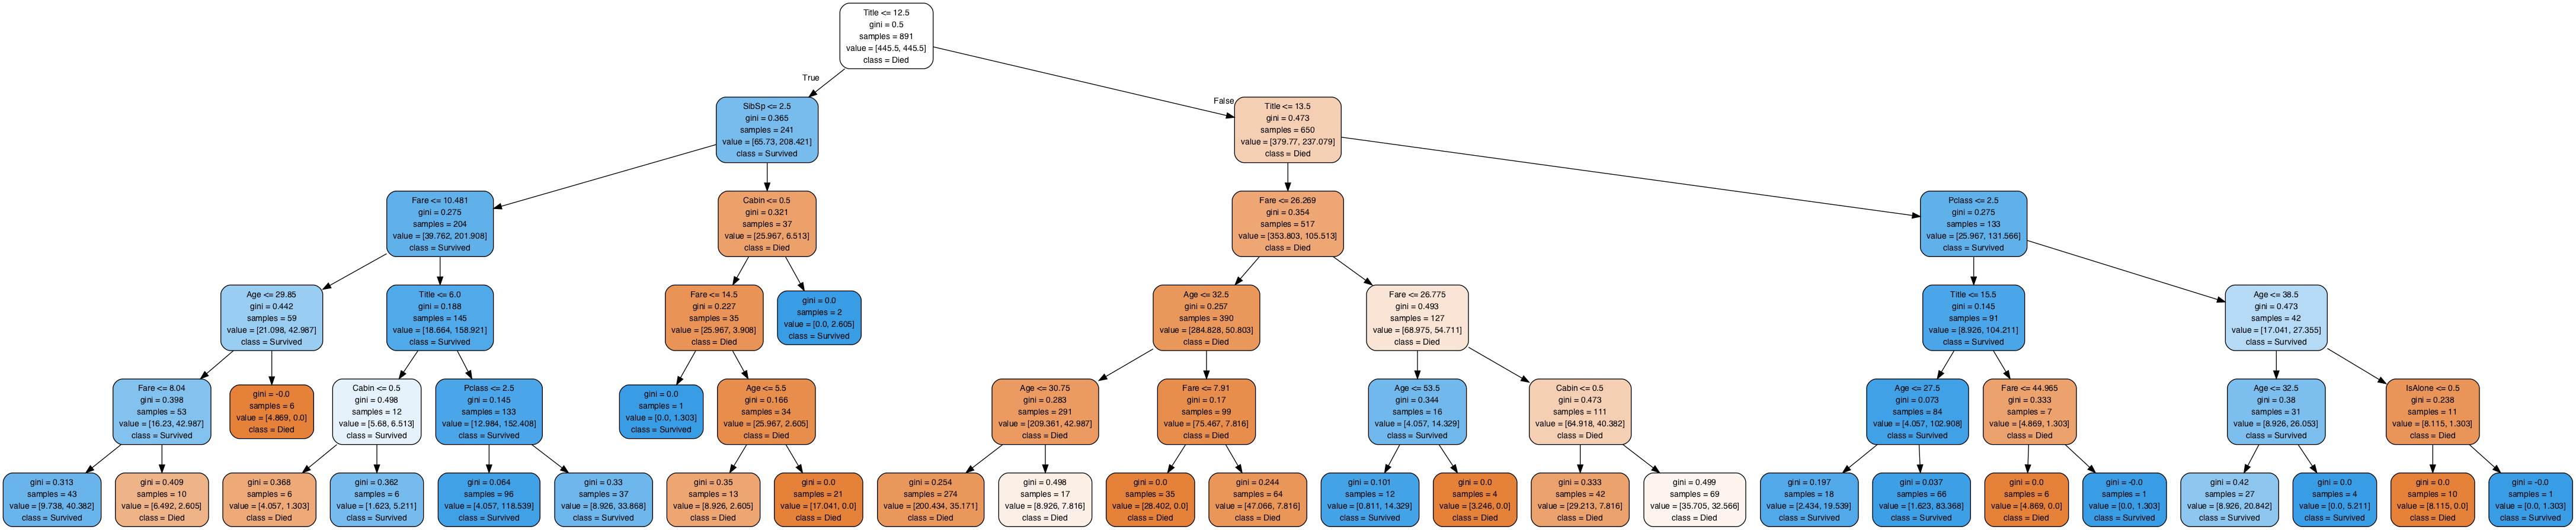 Title <= 12.5
gini = 0.5
samples = 891
value = [445.5, 445.5]
class = Died
True
False
SibSp <= 2.5
gini = 0.365
samples = 241
value = [65.73, 208.421]
class = Survived
Title <= 13.5
gini = 0.473
samples = 650
value = [379.77, 237.079]
class = Died
Fare <= 10.481
gini = 0.275
samples = 204
value = [39.762, 201.908]
class = Survived
Cabin <= 0.5
gini = 0.321
samples = 37
value = [25.967, 6.513]
class = Died
Fare <= 26.269
gini = 0.354
samples = 517
value = [353.803, 105.513]
class = Died
Pclass <= 2.5
gini = 0.275
samples = 133
value = [25.967, 131.566]
class = Survived
Age <= 29.85
gini = 0.442
samples = 59
value = [21.098, 42.987]
class = Survived
Title <= 6.0
gini = 0.188
samples = 145
value = [18.664, 158.921]
class = Survived
Fare <= 14.5
gini = 0.227
samples = 35
value = [25.967, 3.908]
class = Died
gini = 0.0
samples = 2
value = [0.0, 2.605]
class = Survived
Age <= 32.5
gini = 0.257
samples = 390
value = [284.828, 50.803]
class = Died
Fare <= 26.775
gini = 0.493
samples = 127
value = [68.975, 54.711]
class = Died
Title <= 15.5
gini = 0.145
samples = 91
value = [8.926, 104.211]
class = Survived
Age <= 38.5
gini = 0.473
samples = 42
value = [17.041, 27.355]
class = Survived
Fare <= 8.04
gini = 0.398
samples = 53
value = [16.23, 42.987]
class = Survived
gini = -0.0
samples = 6
value = [4.869, 0.0]
class = Died
Cabin <= 0.5
gini = 0.498
samples = 12
value = [5.68, 6.513]
class = Survived
Pclass <= 2.5
gini = 0.145
samples = 133
value = [12.984, 152.408]
class = Survived
gini = 0.0
samples = 1
value = [0.0, 1.303]
class = Survived
Age <= 5.5
gini = 0.166
samples = 34
value = [25.967, 2.605]
class = Died
Age <= 30.75
gini = 0.283
samples = 291
value = [209.361, 42.987]
class = Died
Fare <= 7.91
gini = 0.17
samples = 99
value = [75.467, 7.816]
class = Died
Age <= 53.5
gini = 0.344
samples = 16
value = [4.057, 14.329]
class = Survived
Cabin <= 0.5
gini = 0.473
samples = 111
value = [64.918, 40.382]
class = Died
Age <= 27.5
gini = 0.073
samples = 84
value = [4.057, 102.908]
class = Survived
Fare <= 44.965
gini = 0.333
samples = 7
value = [4.869, 1.303]
class = Died
Age <= 32.5
gini = 0.38
samples = 31
value = [8.926, 26.053]
class = Survived
IsAlone <= 0.5
gini = 0.238
samples = 11
value = [8.115, 1.303]
class = Died
gini = 0.313
samples = 43
value = [9.738, 40.382]
class = Survived
gini = 0.409
samples = 10
value = [6.492, 2.605]
class = Died
gini = 0.368
samples = 6
value = [4.057, 1.303]
class = Died
gini = 0.362
samples = 6
value = [1.623, 5.211]
class = Survived
gini = 0.064
samples = 96
value = [4.057, 118.539]
class = Survived
gini = 0.33
samples = 37
value = [8.926, 33.868]
class = Survived
gini = 0.35
samples = 13
value = [8.926, 2.605]
class = Died
gini = 0.0
samples = 21
value = [17.041, 0.0]
class = Died
gini = 0.254
samples = 274
value = [200.434, 35.171]
class = Died
gini = 0.498
samples = 17
value = [8.926, 7.816]
class = Died
gini = 0.0
samples = 35
value = [28.402, 0.0]
class = Died
gini = 0.244
samples = 64
value = [47.066, 7.816]
class = Died
gini = 0.101
samples = 12
value = [0.811, 14.329]
class = Survived
gini = 0.0
samples = 4
value = [3.246, 0.0]
class = Died
gini = 0.333
samples = 42
value = [29.213, 7.816]
class = Died
gini = 0.499
samples = 69
value = [35.705, 32.566]
class = Died
gini = 0.197
samples = 18
value = [2.434, 19.539]
class = Survived
gini = 0.037
samples = 66
value = [1.623, 83.368]
class = Survived
gini = 0.0
samples = 6
value = [4.869, 0.0]
class = Died
gini = -0.0
samples = 1
value = [0.0, 1.303]
class = Survived
gini = 0.42
samples = 27
value = [8.926, 20.842]
class = Survived
gini = 0.0
samples = 4
value = [0.0, 5.211]
class = Survived
gini = 0.0
samples = 10
value = [8.115, 0.0]
class = Died
gini = -0.0
samples = 1
value = [0.0, 1.303]
class = Survived